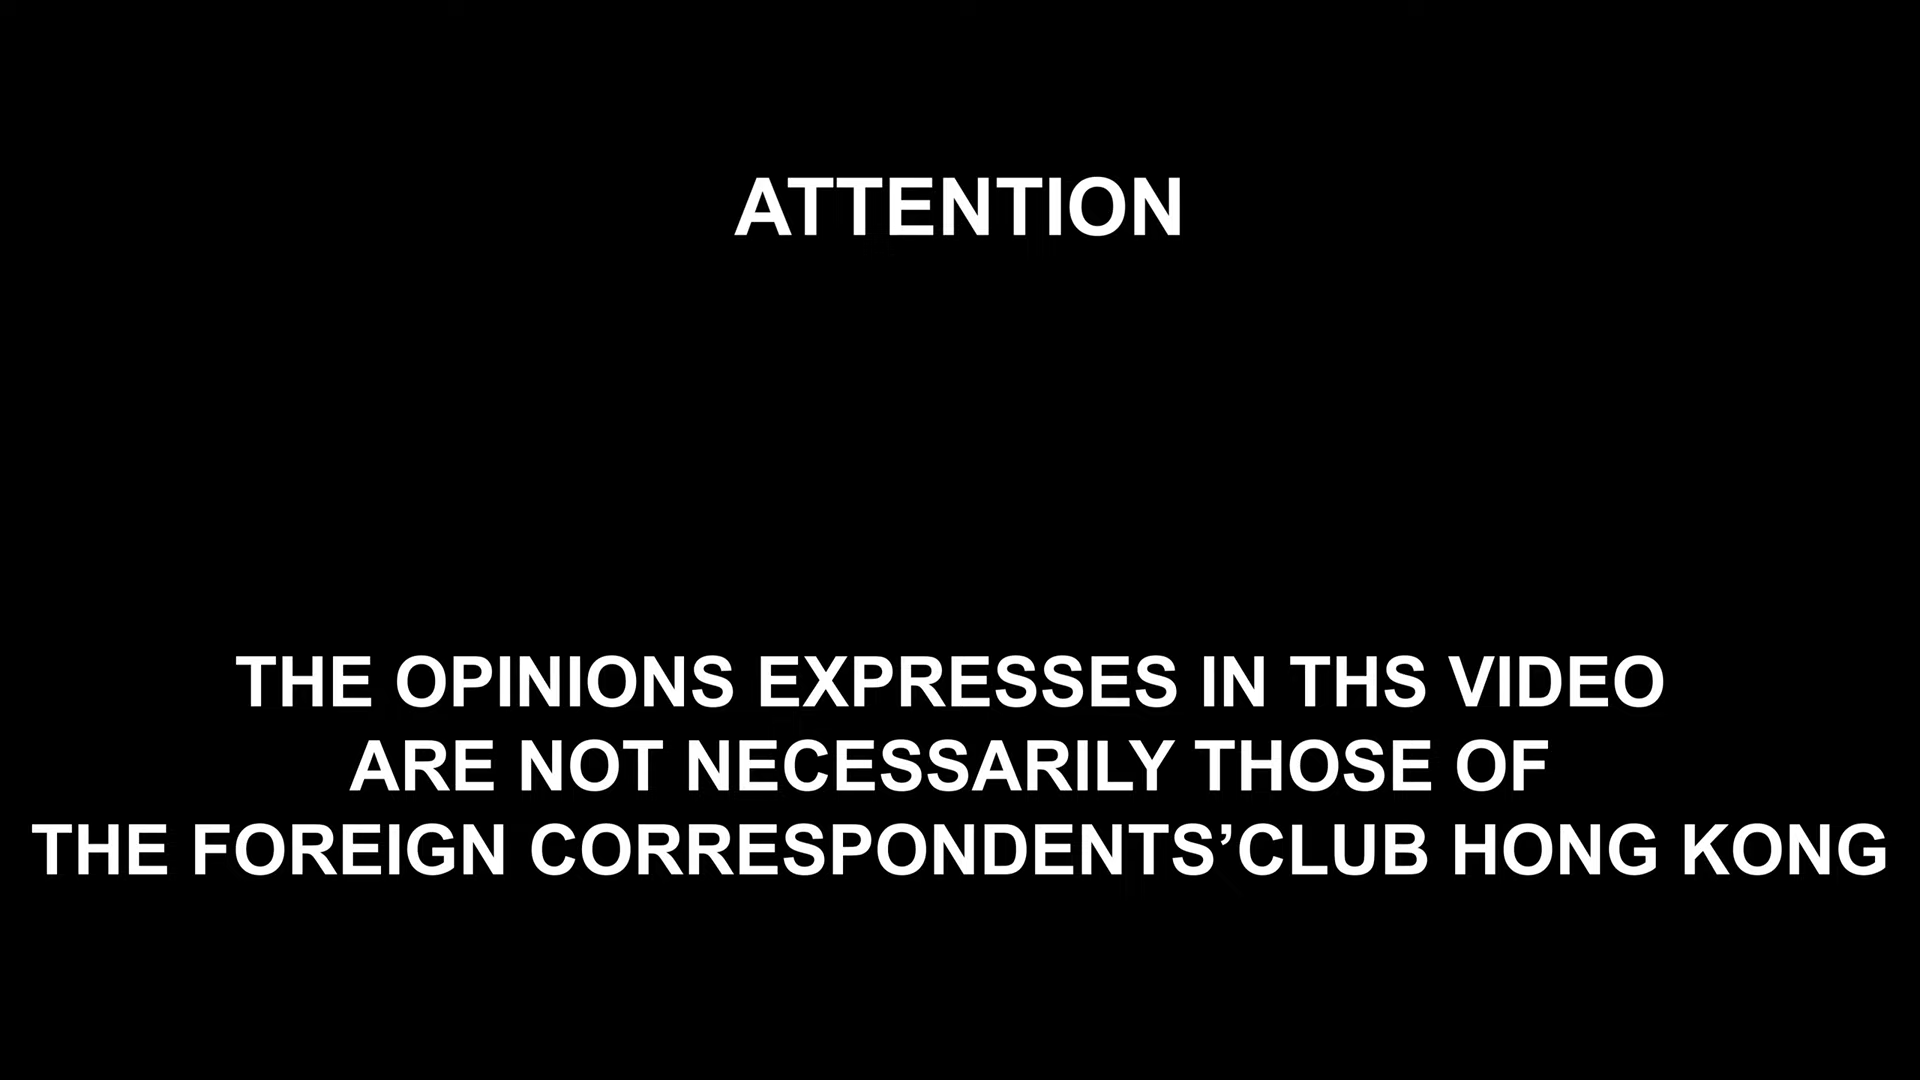 ATTENTION
THE OPINIONS EXPRESSES IN THS VIDEO
ARE NOT NECESSARILY THOSE OF
THE FOREIGN CORRESPONDENTS’CLUB HONG KONG